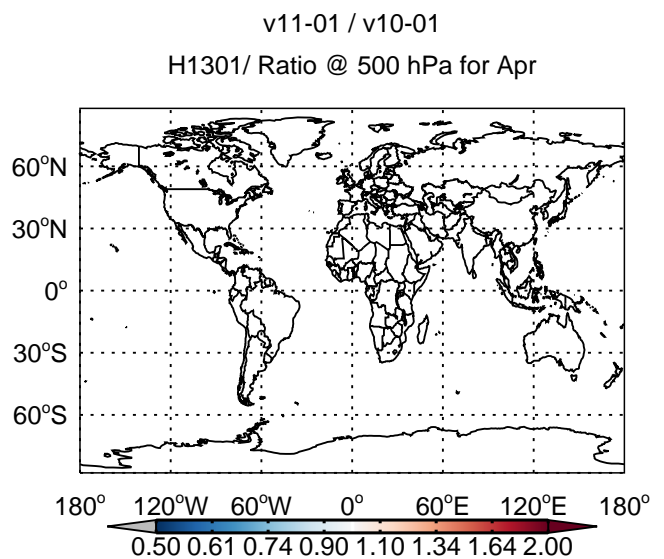 v11-01 / v10-01
H1301/ Ratio @ 500 hPa for Apr
60°N
30°N
0°
30°S
60°S
180° 120°W 60°W 0° 60°E 120°E 180°
0.50 0.61 0.74 0.90 1.10 1.34 1.64 2.00